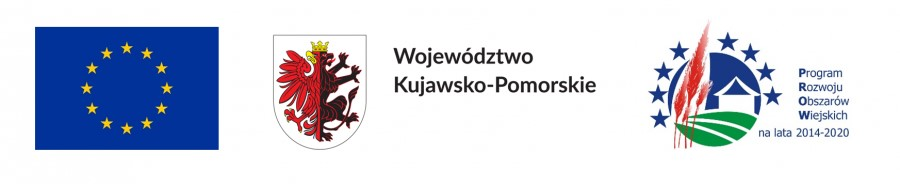 Województwo
Kujawsko-Pomorskie
Program
Rozwoju
Obszarów
Wiejskich
na lata 2014-2020